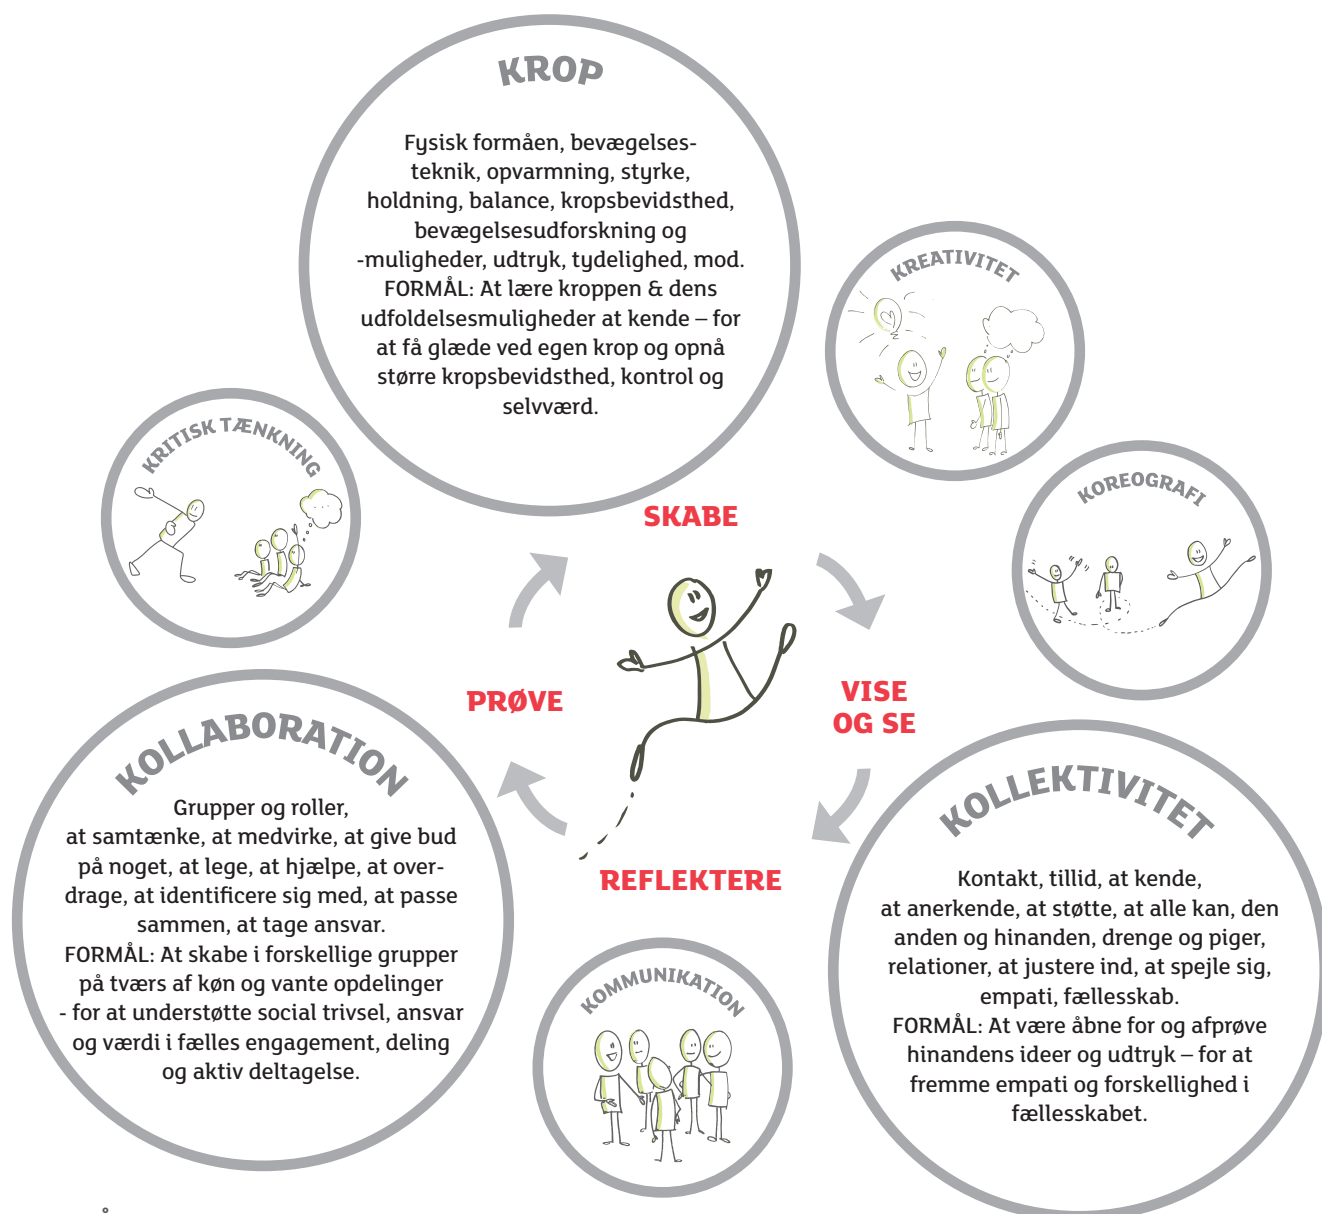 KROP
Fysisk formåen, bevægelses-
teknik, opvarmning, styrke,
holdning, balance, kropsbevidsthed,
bevægelsesudforskning og
-muligheder, udtryk, tydelighed, mod.
FORMÅL: At lære kroppen & dens
udfoldelsesmuligheder at kende – for
at få glæde ved egen krop og opnå
større kropsbevidsthed, kontrol og
selvværd.
KREATIVITET
KRITISK TÆNKNING
KOREOGRAFI
SKABE
PRØVE
VISE
OG SE
REFLEKTERE
KOLLABORATION
Grupper og roller,
at samtænke, at medvirke, at give bud
på noget, at lege, at hjælpe, at over-
drage, at identificere sig med, at passe
sammen, at tage ansvar.
FORMÅL: At skabe i forskellige grupper
på tværs af køn og vante opdelinger
- for at understøtte social trivsel, ansvar
og værdi i fælles engagement, deling
og aktiv deltagelse.
KOLLEKTIVITET
Kontakt, tillid, at kende,
at anerkende, at støtte, at alle kan, den
anden og hinanden, drenge og piger,
relationer, at justere ind, at spejle sig,
empati, fællesskab.
FORMÅL: At være åbne for og afprøve
hinandens ideer og udtryk – for at
fremme empati og forskellighed i
fællesskabet.
KOMMUNIKATION